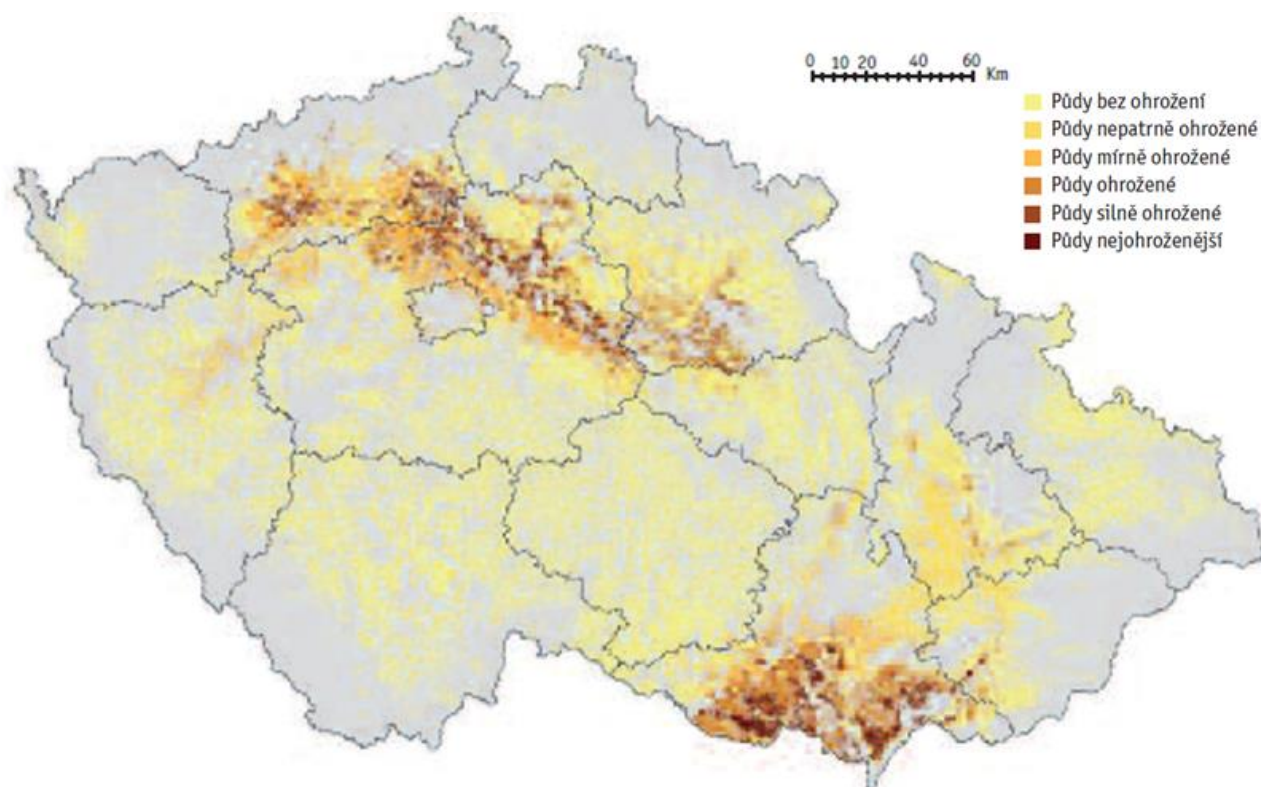 0 10 20 40 60 Km
Půdy bez ohrožení
Půdy nepatrně ohrožené
Půdy mírně ohrožené
Půdy ohrožené
Půdy silně ohrožené
Půdy nejohroženější